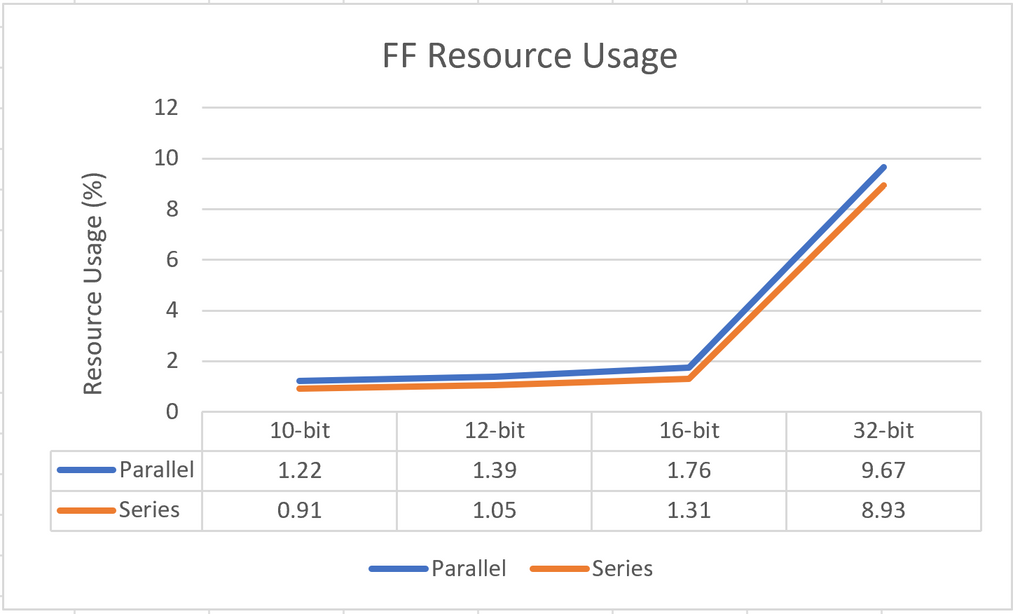 FF Resource Usage
12
10
8
6
4
2
0
Resource Usage (%)
10-bit 12-bit 16-bit 32-bit
Parallel 1.22 1.39 1.76 9.67
Series 0.91 1.05 1.31 8.93
Parallel Series